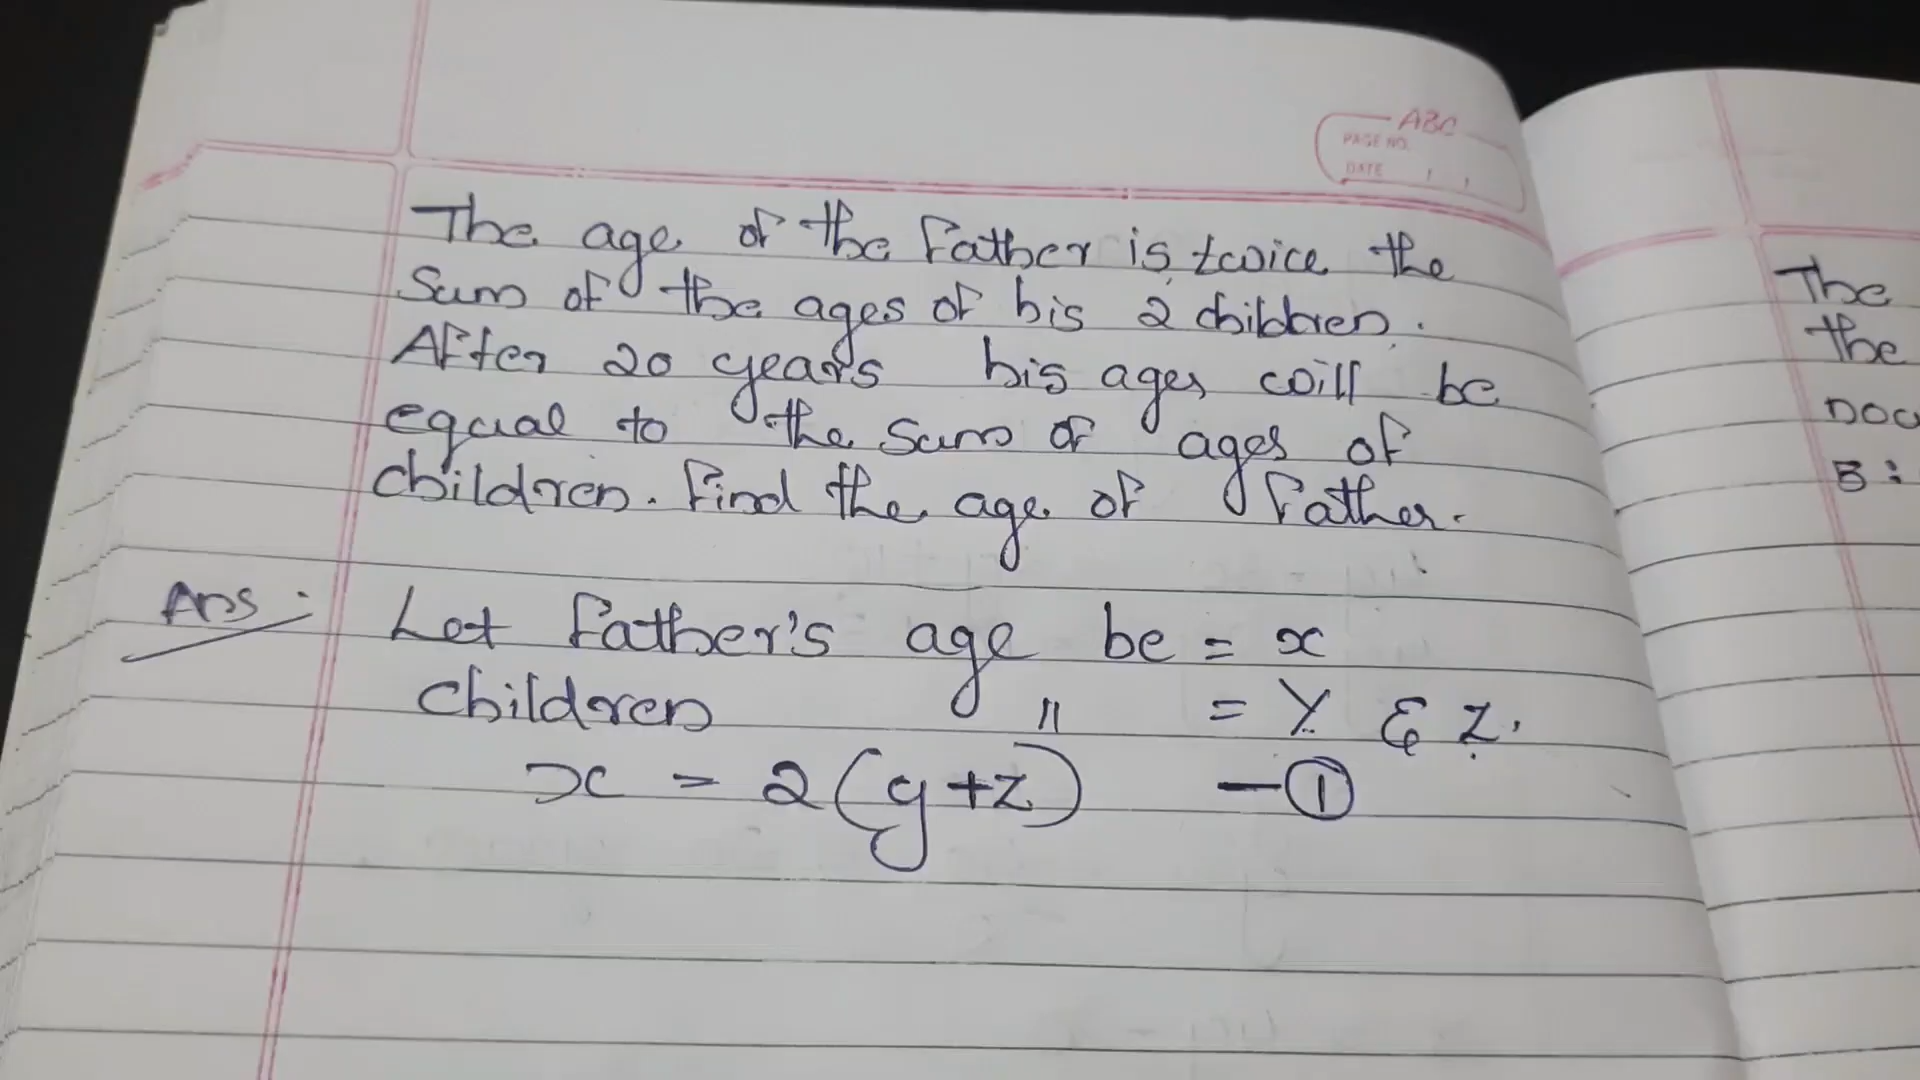 ABC
PAGE NO.
DATE / /
The age of the Father is twice the
Sum of the ages of his 2 children.
After 20 years his ages will be
equal to the sum of ages of
children. Find the age of Father.
Ans : Let Father's age be = x
children " = y & z.
x = 2(y+z) - ①
The
the
B: